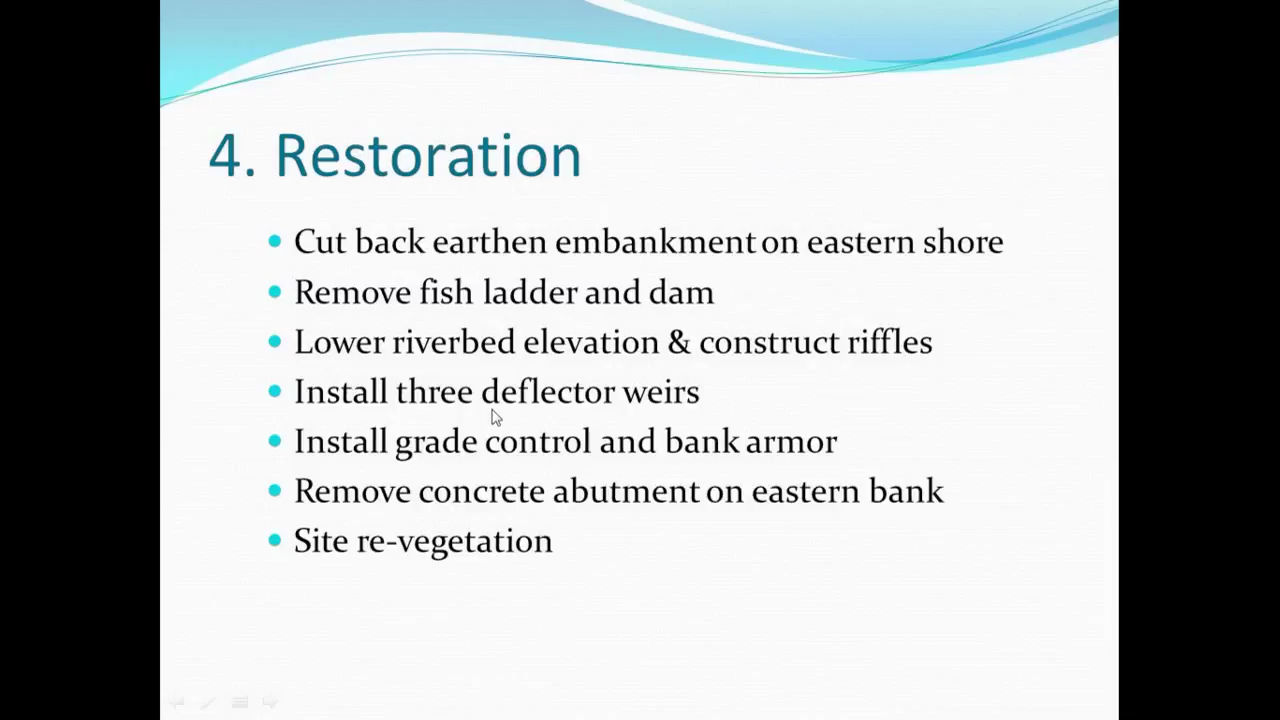 4. Restoration
Cut back earthen embankment on eastern shore
Remove fish ladder and dam
Lower riverbed elevation & construct riffles
Install three deflector weirs
Install grade control and bank armor
Remove concrete abutment on eastern bank
Site re-vegetation